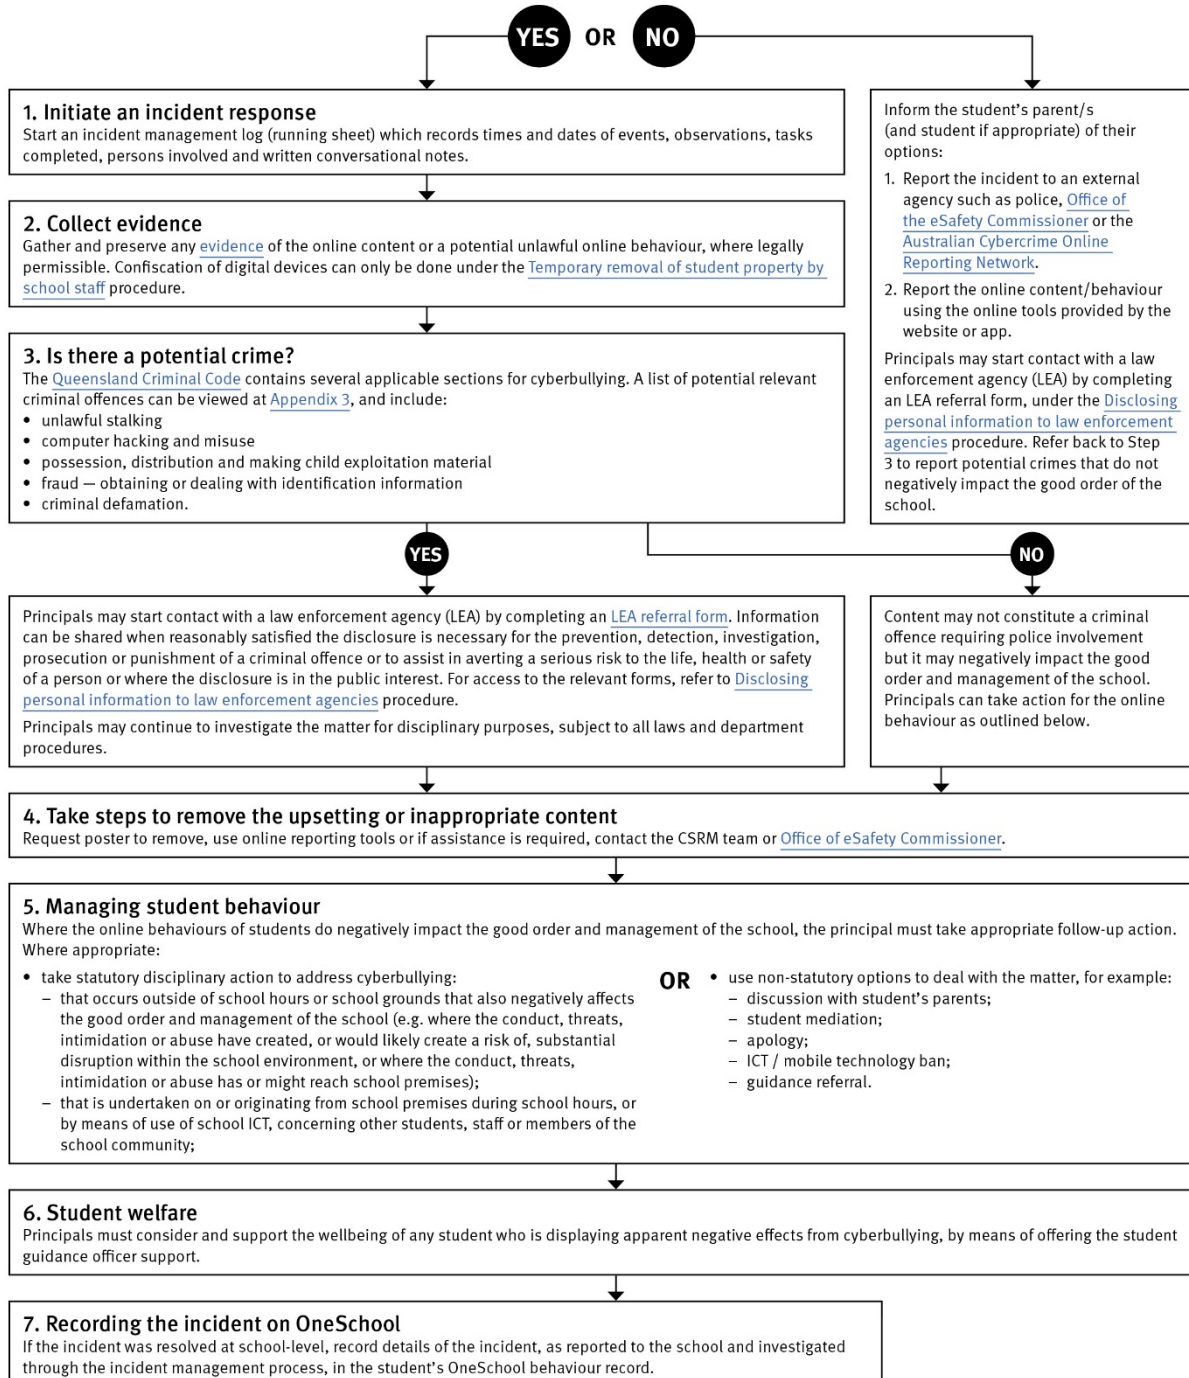 YES OR NO
1. Initiate an incident response
Start an incident management log (running sheet) which records times and dates of events, observations, tasks
completed, persons involved and written conversational notes.
2. Collect evidence
Gather and preserve any evidence of the online content or a potential unlawful online behaviour, where legally
permissible. Confiscation of digital devices can only be done under the Temporary removal of student property by
school staff procedure.
3. Is there a potential crime?
The Queensland Criminal Code contains several applicable sections for cyberbullying. A list of potential relevant
criminal offences can be viewed at Appendix 3, and include:
• unlawful stalking
• computer hacking and misuse
• possession, distribution and making child exploitation material
• fraud — obtaining or dealing with identification information
• criminal defamation.
Inform the student's parent/s
(and student if appropriate) of their
options:
1. Report the incident to an external
agency such as police, Office of
the eSafety Commissioner or the
Australian Cybercrime Online
Reporting Network.
2. Report the online content/behaviour
using the online tools provided by the
website or app.
Principals may start contact with a law
enforcement agency (LEA) by completing
an LEA referral form, under the Disclosing
personal information to law enforcement
agencies procedure. Refer back to Step
3 to report potential crimes that do not
negatively impact the good order of the
school.
YES
NO
Principals may start contact with a law enforcement agency (LEA) by completing an LEA referral form. Information
can be shared when reasonably satisfied the disclosure is necessary for the prevention, detection, investigation,
prosecution or punishment of a criminal offence or to assist in averting a serious risk to the life, health or safety
of a person or where the disclosure is in the public interest. For access to the relevant forms, refer to Disclosing
personal information to law enforcement agencies procedure.
Principals may continue to investigate the matter for disciplinary purposes, subject to all laws and department
procedures.
Content may not constitute a criminal
offence requiring police involvement
but it may negatively impact the good
order and management of the school.
Principals can take action for the online
behaviour as outlined below.
4. Take steps to remove the upsetting or inappropriate content
Request poster to remove, use online reporting tools or if assistance is required, contact the CSRM team or Office of eSafety Commissioner.
5. Managing student behaviour
Where the online behaviours of students do negatively impact the good order and management of the school, the principal must take appropriate follow-up action.
Where appropriate:
• take statutory disciplinary action to address cyberbullying:
– that occurs outside of school hours or school grounds that also negatively affects
the good order and management of the school (e.g. where the conduct, threats,
intimidation or abuse have created, or would likely create a risk of, substantial
disruption within the school environment, or where the conduct, threats,
intimidation or abuse has or might reach school premises);
– that is undertaken on or originating from school premises during school hours, or
by means of use of school ICT, concerning other students, staff or members of the
school community;
OR
• use non-statutory options to deal with the matter, for example:
– discussion with student's parents;
– student mediation;
– apology;
– ICT / mobile technology ban;
– guidance referral.
6. Student welfare
Principals must consider and support the wellbeing of any student who is displaying apparent negative effects from cyberbullying, by means of offering the student
guidance officer support.
7. Recording the incident on OneSchool
If the incident was resolved at school-level, record details of the incident, as reported to the school and investigated
through the incident management process, in the student's OneSchool behaviour record.